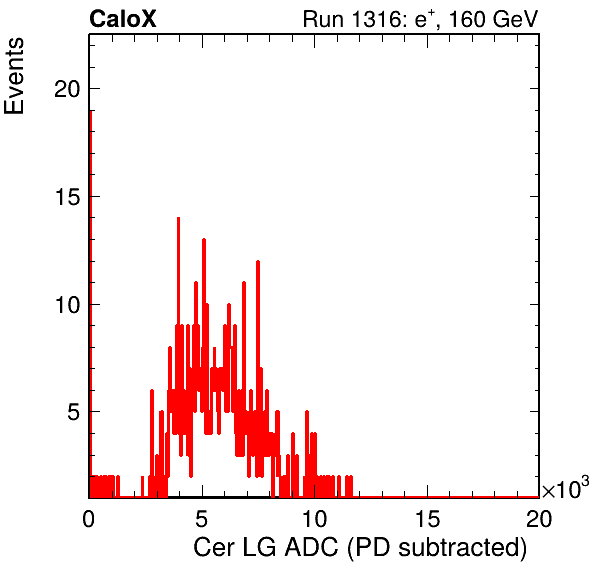 CaloX Run 1316: e⁺, 160 GeV
Events
20
15
10
5
0 5 10 15 20
×10³
Cer LG ADC (PD subtracted)